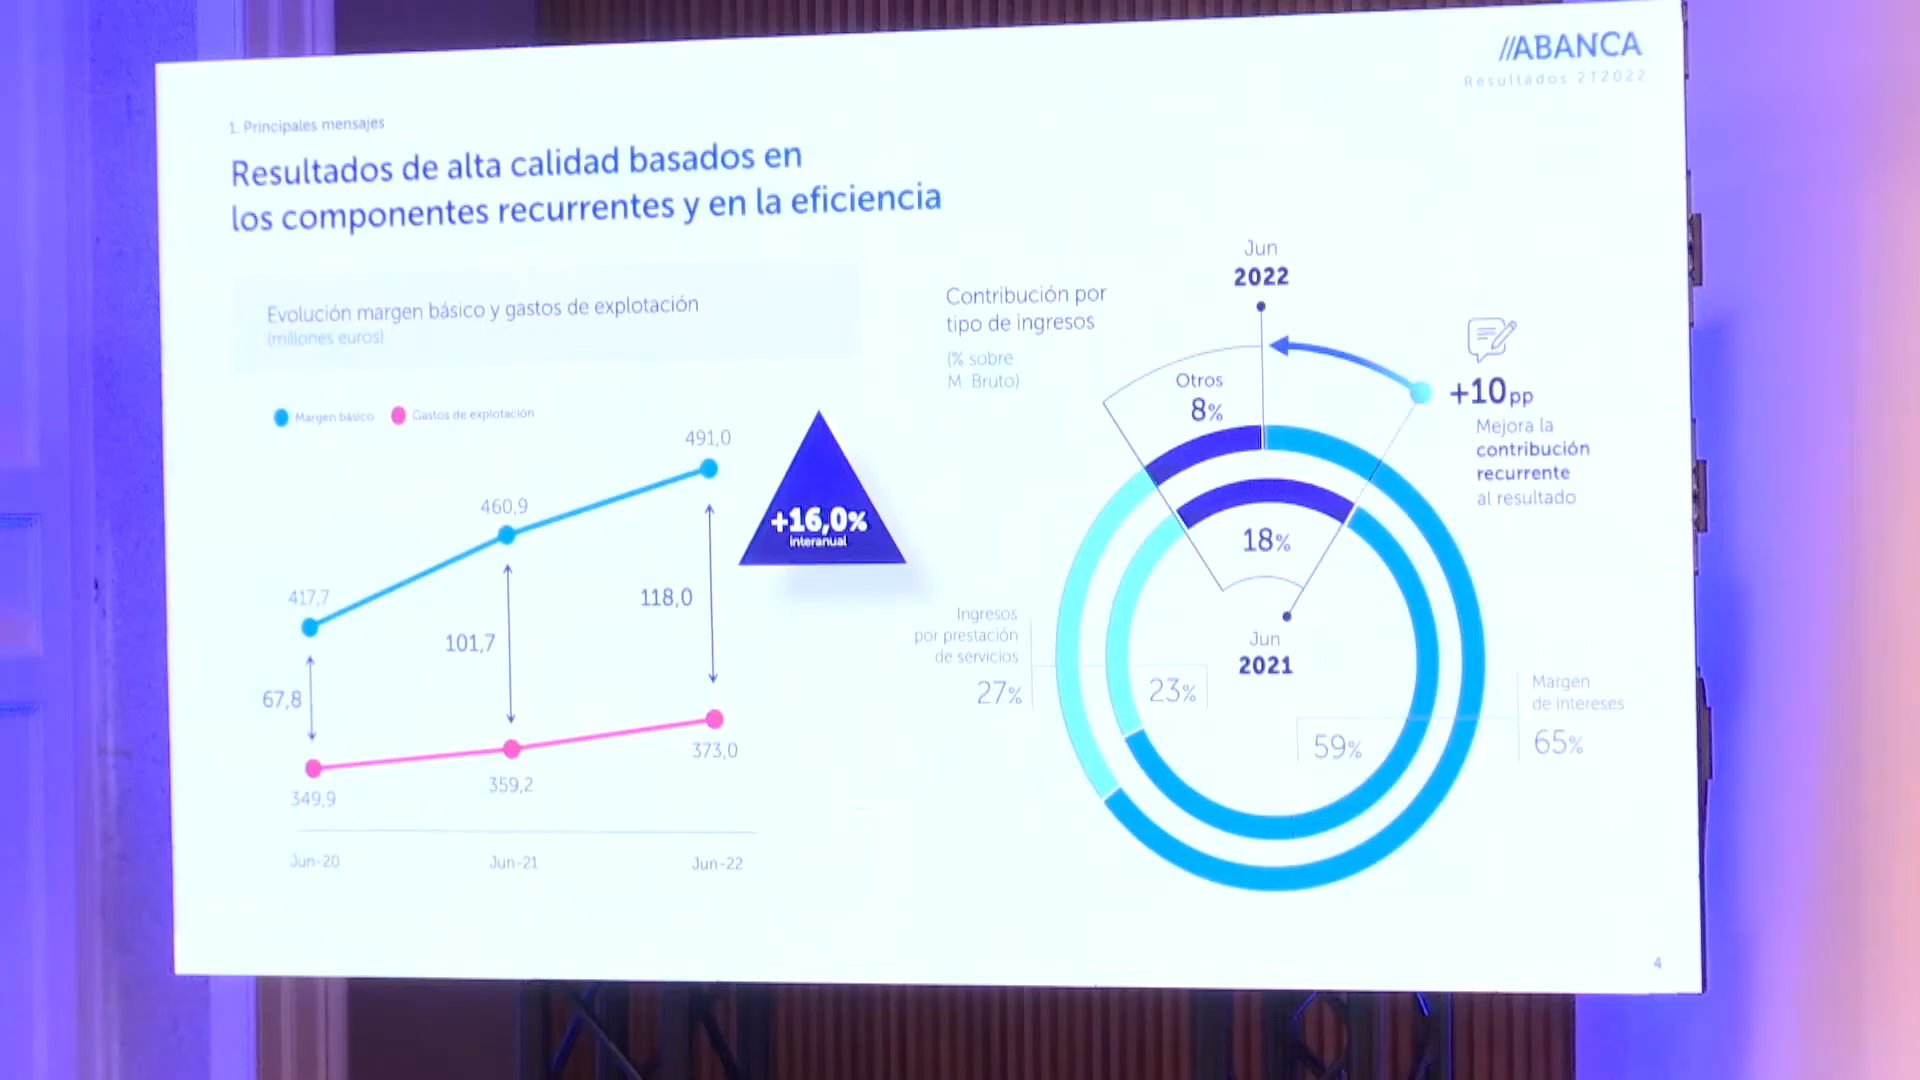 //ABANCA
Resultados 2T2022
1. Principales mensajes
Resultados de alta calidad basados en
los componentes recurrentes y en la eficiencia
Evolución margen básico y gastos de explotación
(millones euros)
Margen básico
Gastos de explotación
491,0
460,9
417,7
+16,0%
interanual
118,0
101,7
67,8
373,0
359,2
349,9
Jun-20
Jun-21
Jun-22
Contribución por
tipo de ingresos
(% sobre
M. Bruto)
Jun
2022
Otros
8%
+10pp
Mejora la
contribución
recurrente
al resultado
18%
Jun
2021
Ingresos
por prestación
de servicios
27%
23%
59%
Margen
de intereses
65%
4